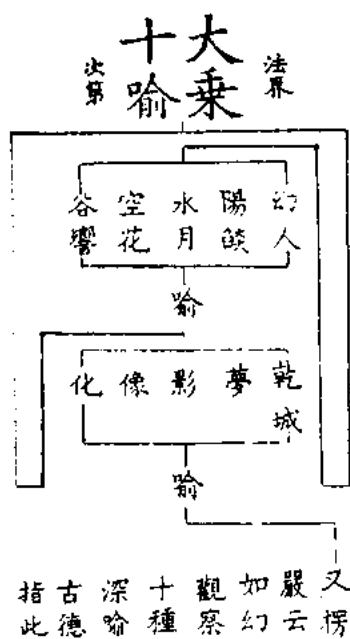 大乗
十喻
法界
次第
幻人
陽燄
水月
空花
谷響
喻
乾城
夢
影
像
化
喻
又楞
嚴云
如幻
觀察
十種
深喻
古德
指此